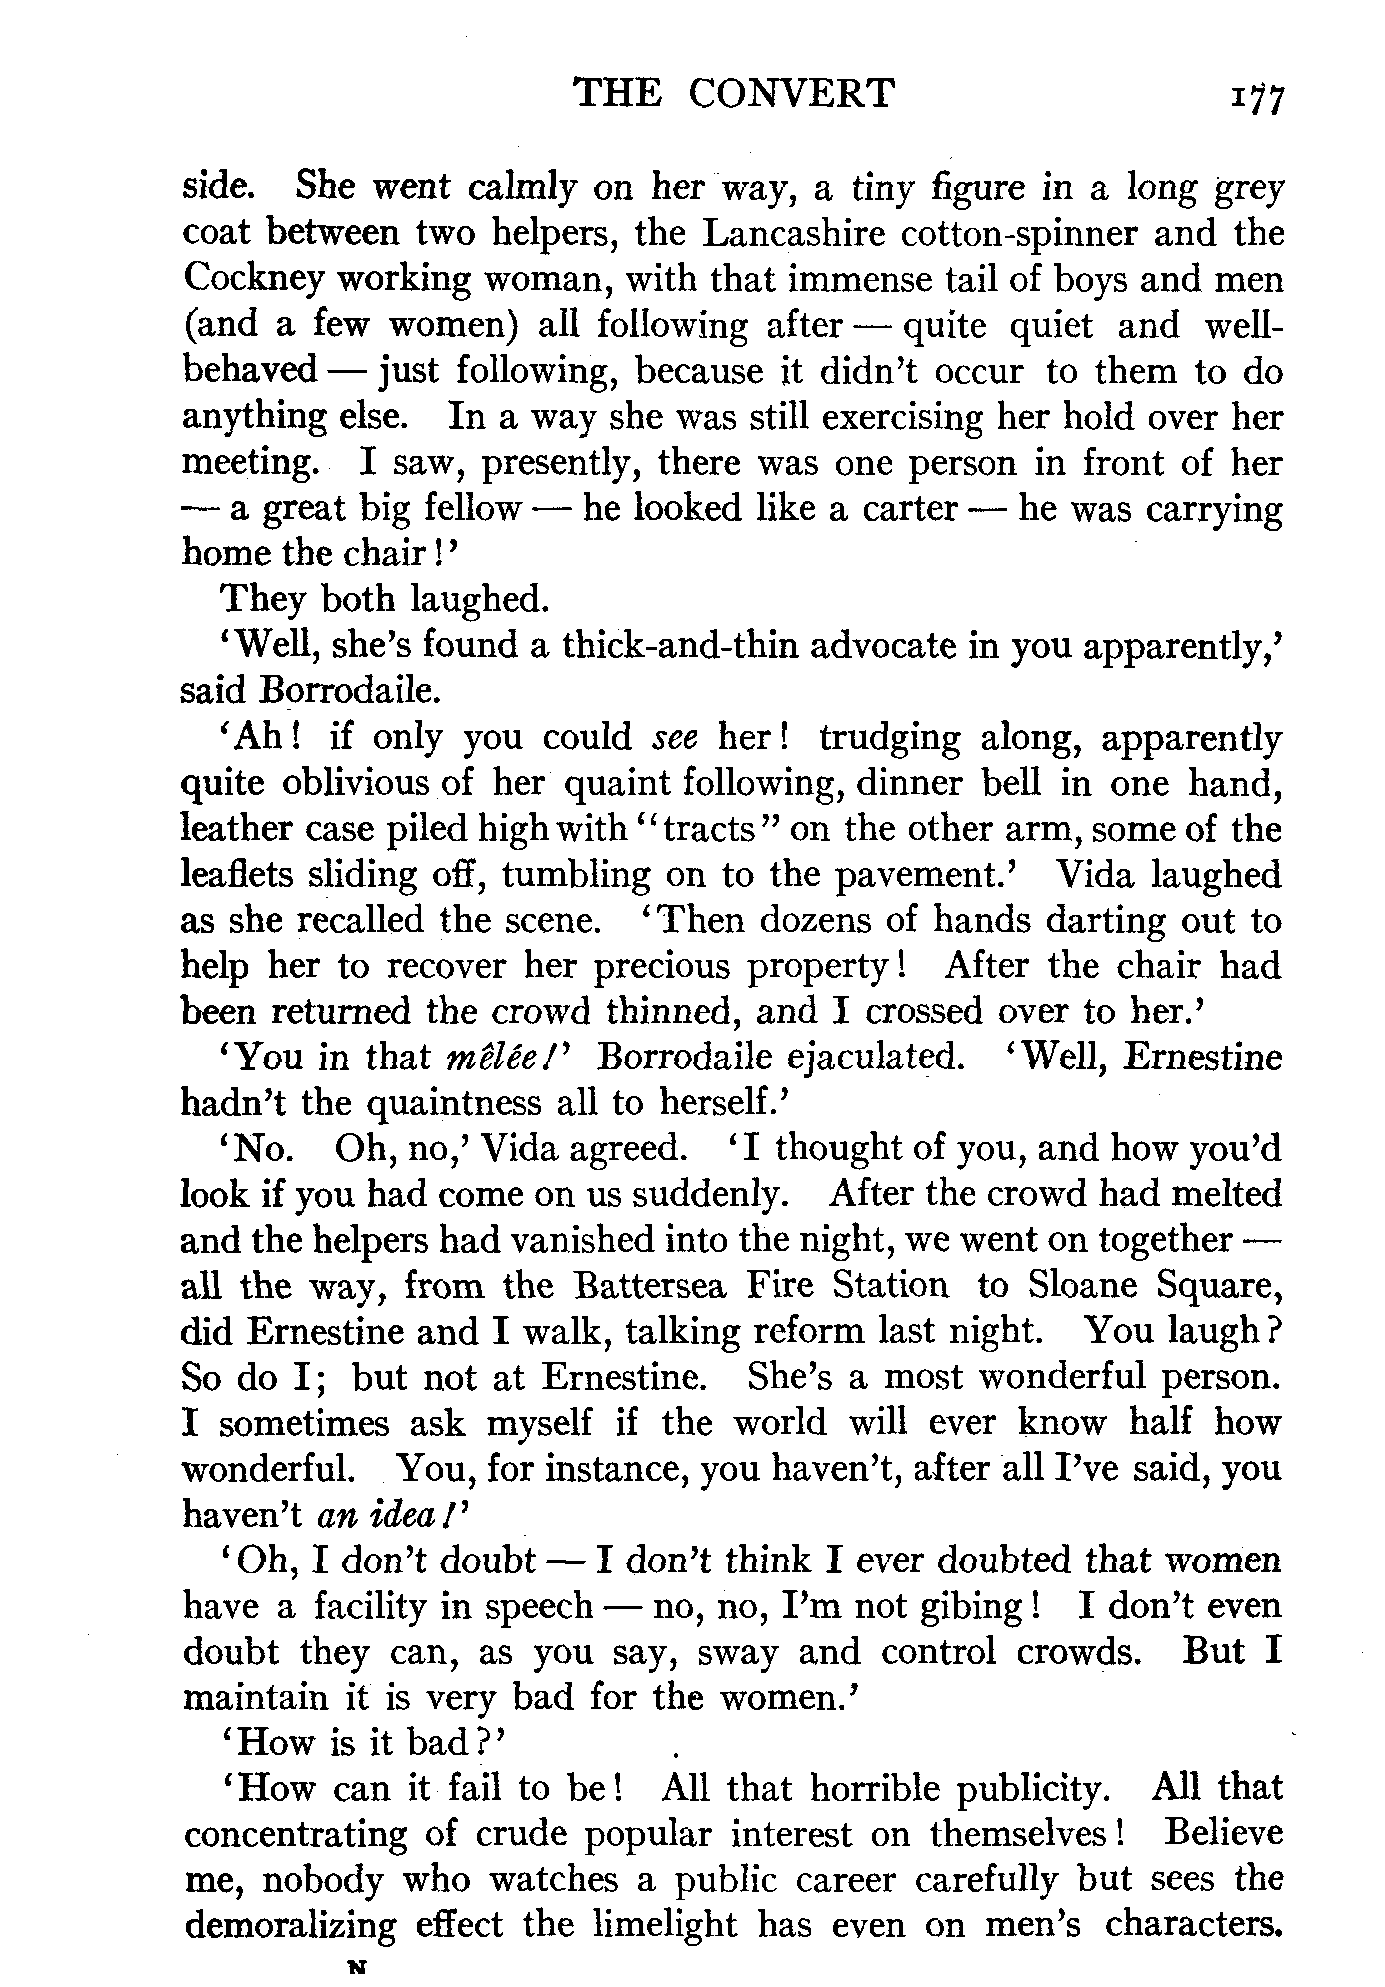 THE CONVERT 177
side. She went calmly on her way, a tiny figure in a long grey
coat between two helpers, the Lancashire cotton-spinner and the
Cockney working woman, with that immense tail of boys and men
(and a few women) all following after — quite quiet and well-
behaved — just following, because it didn't occur to them to do
anything else. In a way she was still exercising her hold over her
meeting. I saw, presently, there was one person in front of her
— a great big fellow — he looked like a carter — he was carrying
home the chair!'
They both laughed.
'Well, she's found a thick-and-thin advocate in you apparently,'
said Borrodaile.
'Ah! if only you could see her! trudging along, apparently
quite oblivious of her quaint following, dinner bell in one hand,
leather case piled high with "tracts" on the other arm, some of the
leaflets sliding off, tumbling on to the pavement.' Vida laughed
as she recalled the scene. 'Then dozens of hands darting out to
help her to recover her precious property! After the chair had
been returned the crowd thinned, and I crossed over to her.'
'You in that mêlée!' Borrodaile ejaculated. 'Well, Ernestine
hadn't the quaintness all to herself.'
'No. Oh, no,' Vida agreed. 'I thought of you, and how you'd
look if you had come on us suddenly. After the crowd had melted
and the helpers had vanished into the night, we went on together —
all the way, from the Battersea Fire Station to Sloane Square,
did Ernestine and I walk, talking reform last night. You laugh?
So do I; but not at Ernestine. She's a most wonderful person.
I sometimes ask myself if the world will ever know half how
wonderful. You, for instance, you haven't, after all I've said, you
haven't an idea!'
'Oh, I don't doubt — I don't think I ever doubted that women
have a facility in speech — no, no, I'm not gibing! I don't even
doubt they can, as you say, sway and control crowds. But I
maintain it is very bad for the women.'
'How is it bad?'
'How can it fail to be! All that horrible publicity. All that
concentrating of crude popular interest on themselves! Believe
me, nobody who watches a public career carefully but sees the
demoralizing effect the limelight has even on men's characters.
N